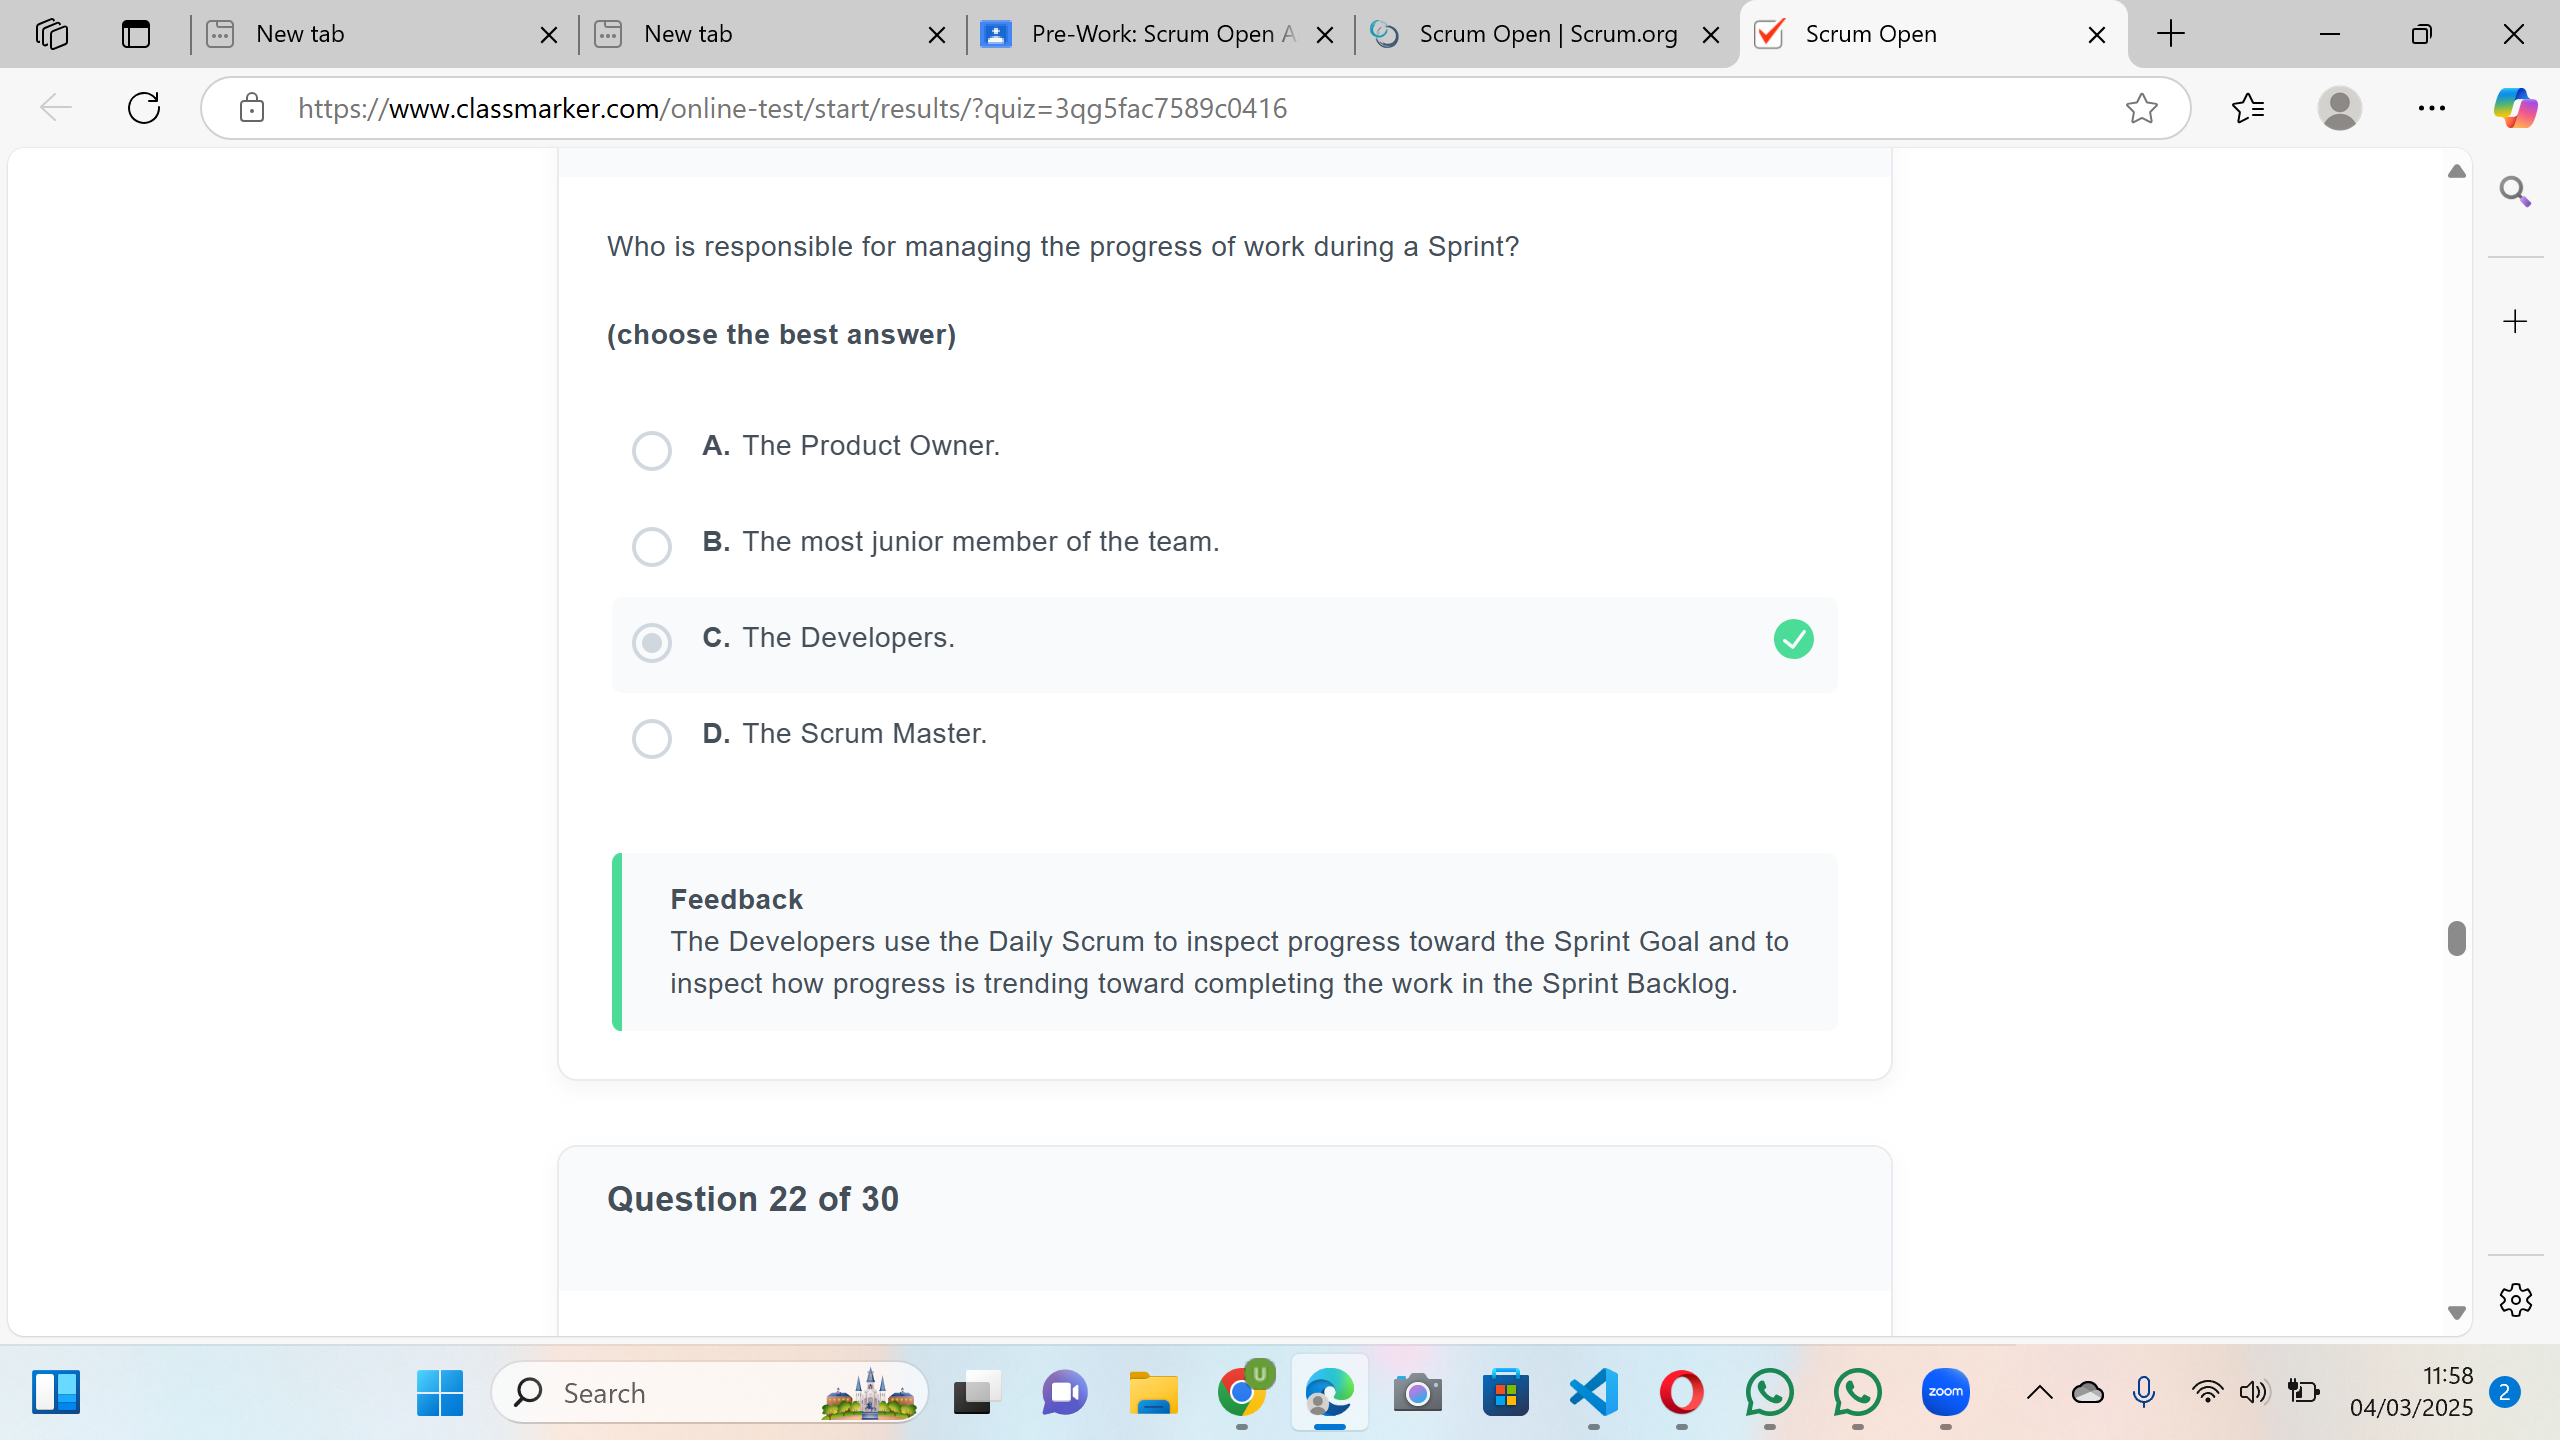 New tab
New tab
Pre-Work: Scrum Open A
Scrum Open | Scrum.org
Scrum Open
https://www.classmarker.com/online-test/start/results/?quiz=3qg5fac7589c0416
Who is responsible for managing the progress of work during a Sprint?
(choose the best answer)
A. The Product Owner.
B. The most junior member of the team.
C. The Developers.
D. The Scrum Master.
Feedback
The Developers use the Daily Scrum to inspect progress toward the Sprint Goal and to
inspect how progress is trending toward completing the work in the Sprint Backlog.
Question 22 of 30
Search
U
zoom
11:58
04/03/2025
2